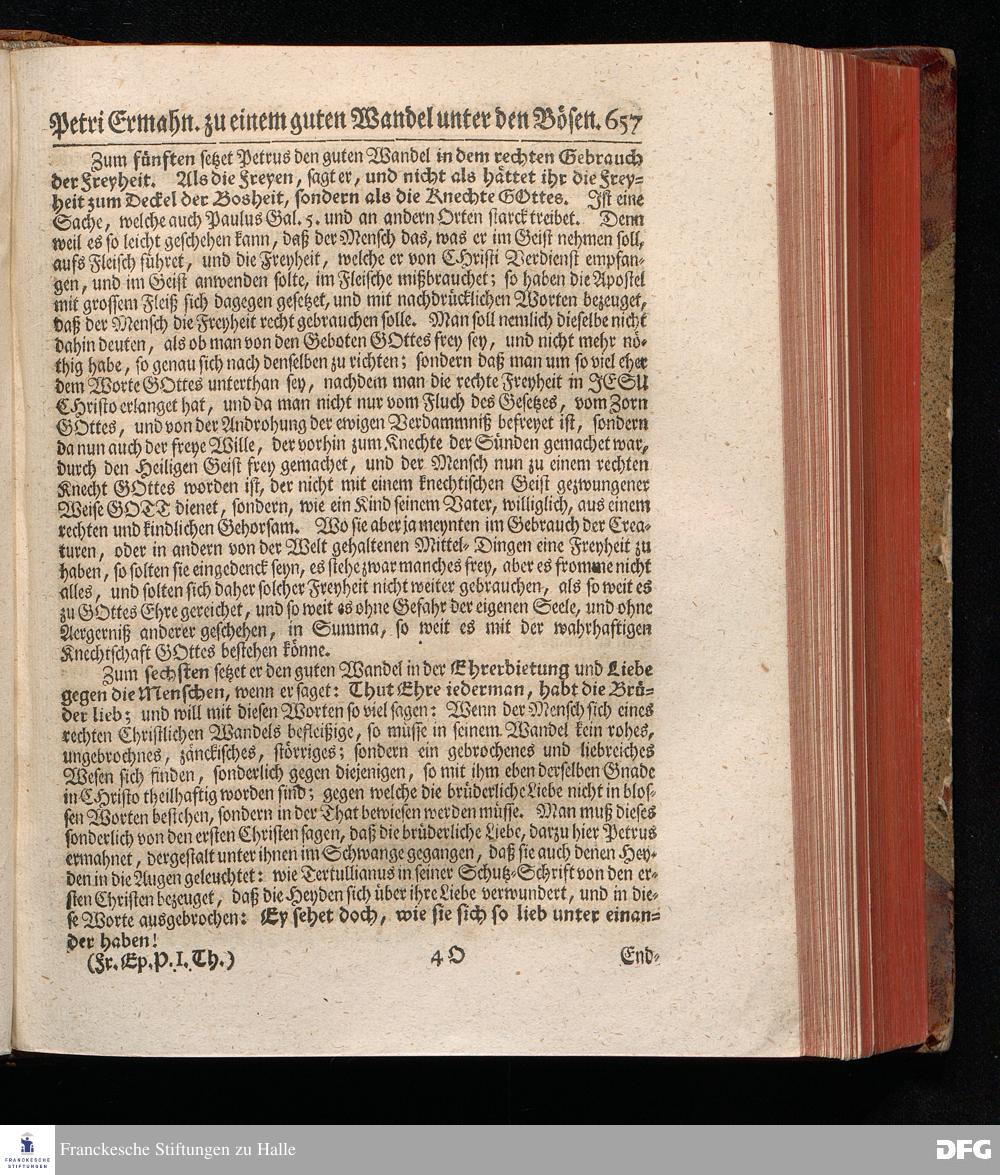 Petri Ermahn. zu einem guten Wandel unter den Bösen. 657
Zum fünften setzet Petrus den guten Wandel in dem rechten Gebrauch
der Freyheit. Als die Freyen, sagt er, und nicht als hättet ihr die Frey-
heit zum Deckel der Bosheit, sondern als die Knechte GOttes. Ist eine
Sache, welche auch Paulus Gal. 5. und an andern Orten starck treibet. Denn
weil es so leicht geschehen kann, daß der Mensch das, was er im Geist nehmen soll,
aufs Fleisch führet, und die Freyheit, welche er von CHristi Verdienst empfan-
gen, und im Geist anwenden solte, im Fleische mißbrauchet; so haben die Apostel
mit grossem Fleiß sich dagegen gesetzet, und mit nachdrücklichen Worten bezeuget,
daß der Mensch die Freyheit recht gebrauchen solle. Man soll nemlich dieselbe nicht
dahin deuten, als ob man von den Geboten GOttes frey sey, und nicht mehr nö-
thig habe, so genau sich nach denselben zu richten; sondern daß man um so viel eher
dem Worte GOttes unterthan sey, nachdem man die rechte Freyheit in JESU
CHristo erlanget hat, und da man nicht nur vom Fluch des Gesetzes, vom Zorn
GOttes, und von der Androhung der ewigen Verdammniß befreyet ist, sondern
da nun auch der freye Wille, der vorhin zum Knechte der Sünden gemachet war,
durch den Heiligen Geist frey gemachet, und der Mensch nun zu einem rechten
Knecht GOttes worden ist, der nicht mit einem knechtischen Geist gezwungener
Weise GOTT dienet, sondern, wie ein Kind seinem Vater, williglich, aus einem
rechten und kindlichen Gehorsam. Wo sie aber ja meynten im Gebrauch der Crea-
turen, oder in andern von der Welt gehaltenen Mittel-Dingen eine Freyheit zu
haben, so solten sie eingedenck seyn, es stehe zwar manches frey, aber es fromme nicht
alles, und solten sich daher solcher Freyheit nicht weiter gebrauchen, als so weit es
zu GOttes Ehre gereichet, und so weit es ohne Gefahr der eigenen Seele, und ohne
Aergerniß anderer geschehen, in Summa, so weit es mit der wahrhaftigen
Knechtschaft GOttes bestehen könne.
Zum sechsten setzet er den guten Wandel in der Ehrerbietung und Liebe
gegen die Menschen, wenn er saget: Thut Ehre iederman, habt die Brü-
der lieb; und will mit diesen Worten so viel sagen: Wenn der Mensch sich eines
rechten Christlichen Wandels befleißige, so müsse in seinem Wandel kein rohes,
ungebrochnes, zänckisches, störriges; sondern ein gebrochenes und liebreiches
Wesen sich finden, sonderlich gegen diejenigen, so mit ihm eben derselben Gnade
in CHristo theilhaftig worden sind; gegen welche die brüderliche Liebe nicht in blos-
sen Worten bestehen, sondern in der That bewiesen werden müsse. Man muß dieses
sonderlich von den ersten Christen sagen, daß die brüderliche Liebe, darzu hier Petrus
ermahnet, dergestalt unter ihnen im Schwange gegangen, daß sie auch denen Hey-
den in die Augen geleuchtet: wie Tertullianus in seiner Schutz-Schrift von den er-
sten Christen bezeuget, daß die Heyden sich über ihre Liebe verwundert, und in die-
se Worte ausgebrochen: Ey sehet doch, wie sie sich so lieb unter einan-
der haben!
(Fr. Ep. P. I. Th.) 4 O End-
FRANCKESCHE
STIFTUNGEN
Franckesche Stiftungen zu Halle
DFG